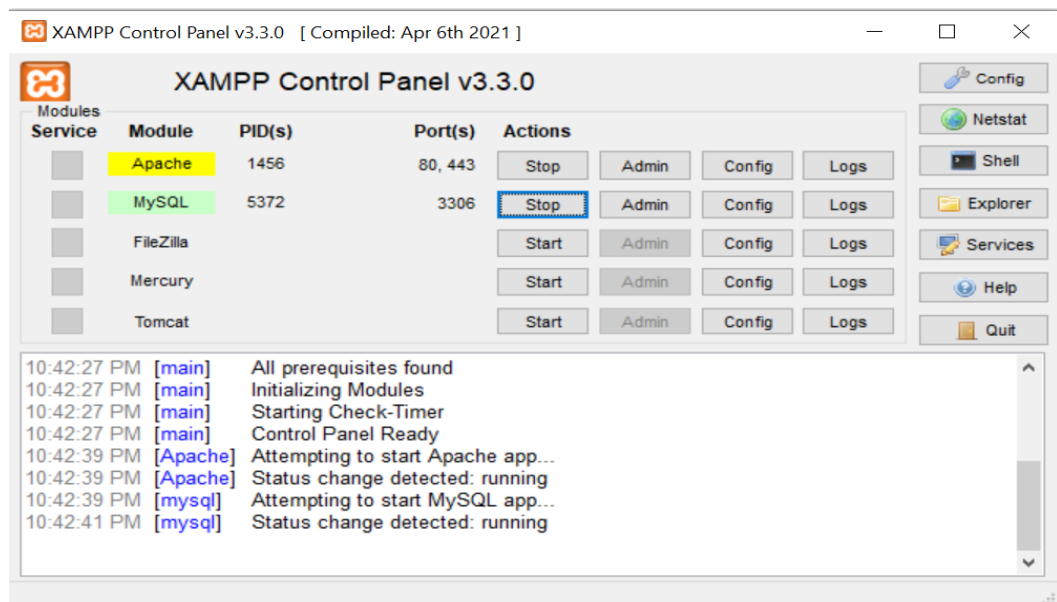 XAMPP Control Panel v3.3.0 [ Compiled: Apr 6th 2021 ]
XAMPP Control Panel v3.3.0
Config
Modules
Service Module PID(s) Port(s) Actions
Netstat
Apache 1456 80, 443 Stop Admin Config Logs
Shell
MySQL 5372 3306 Stop Admin Config Logs
Explorer
FileZilla Start Admin Config Logs
Services
Mercury Start Admin Config Logs
Help
Tomcat Start Admin Config Logs
Quit
10:42:27 PM [main] All prerequisites found
10:42:27 PM [main] Initializing Modules
10:42:27 PM [main] Starting Check-Timer
10:42:27 PM [main] Control Panel Ready
10:42:39 PM [Apache] Attempting to start Apache app...
10:42:39 PM [Apache] Status change detected: running
10:42:39 PM [mysql] Attempting to start MySQL app...
10:42:41 PM [mysql] Status change detected: running